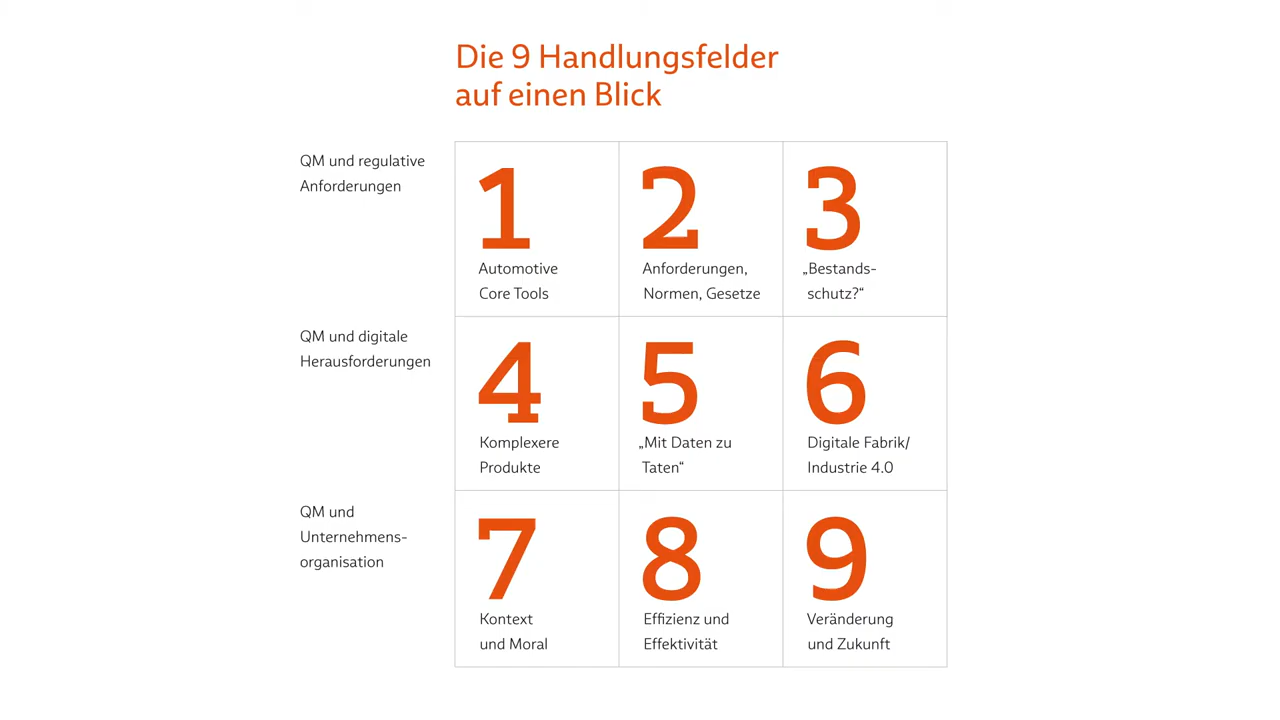 Die 9 Handlungsfelder
auf einen Blick
QM und regulative
Anforderungen
1
Automotive
Core Tools
2
Anforderungen,
Normen, Gesetze
3
„Bestands-
schutz?“
QM und digitale
Herausforderungen
4
Komplexere
Produkte
5
„Mit Daten zu
Taten“
6
Digitale Fabrik/
Industrie 4.0
QM und
Unternehmens-
organisation
7
Kontext
und Moral
8
Effizienz und
Effektivität
9
Veränderung
und Zukunft